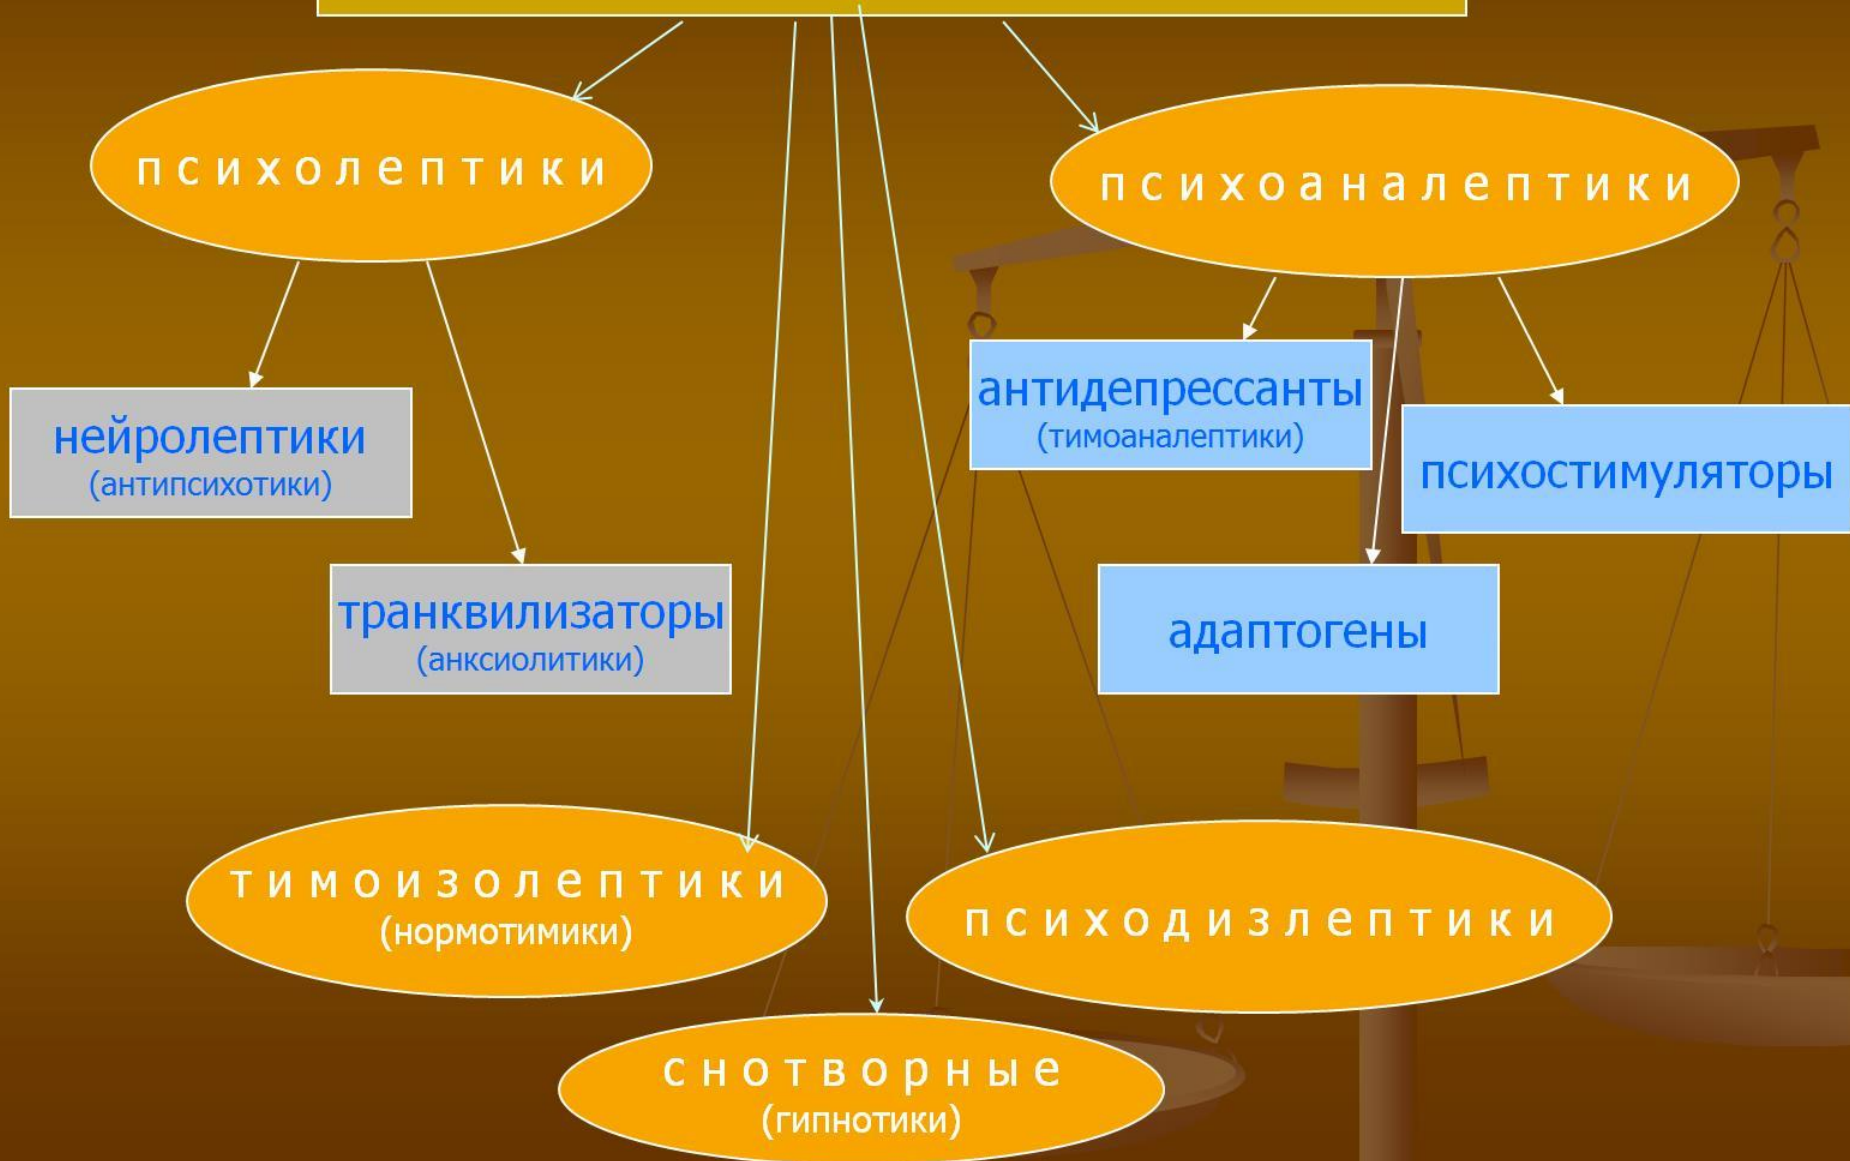 психолептики
психоаналептики
нейролептики
(антипсихотики)
антидепрессанты
(тимоаналептики)
психостимуляторы
транквилизаторы
(анксиолитики)
адаптогены
тимоизолептики
(нормотимики)
психодизлептики
снотворные
(гипнотики)